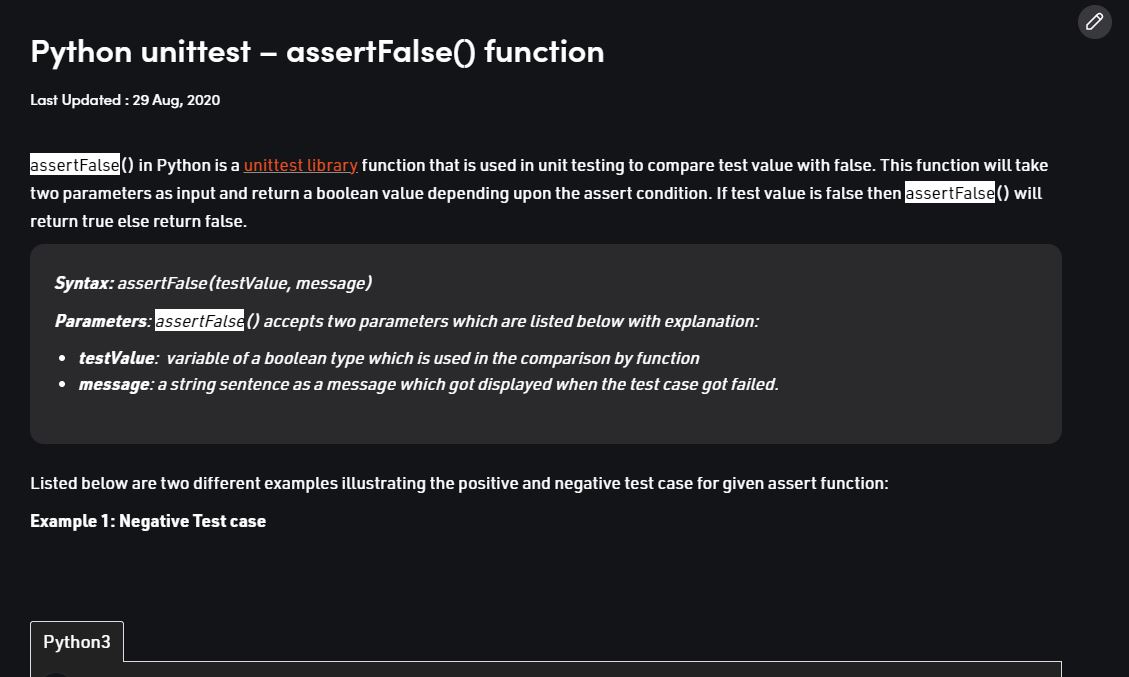 Python unittest – assertFalse() function
Last Updated : 29 Aug, 2020
assertFalse() in Python is a unittest library function that is used in unit testing to compare test value with false. This function will take
two parameters as input and return a boolean value depending upon the assert condition. If test value is false then assertFalse() will
return true else return false.
Syntax: assertFalse(testValue, message)
Parameters: assertFalse() accepts two parameters which are listed below with explanation:
• testValue:  variable of a boolean type which is used in the comparison by function
• message: a string sentence as a message which got displayed when the test case got failed.
Listed below are two different examples illustrating the positive and negative test case for given assert function:
Example 1: Negative Test case
Python3